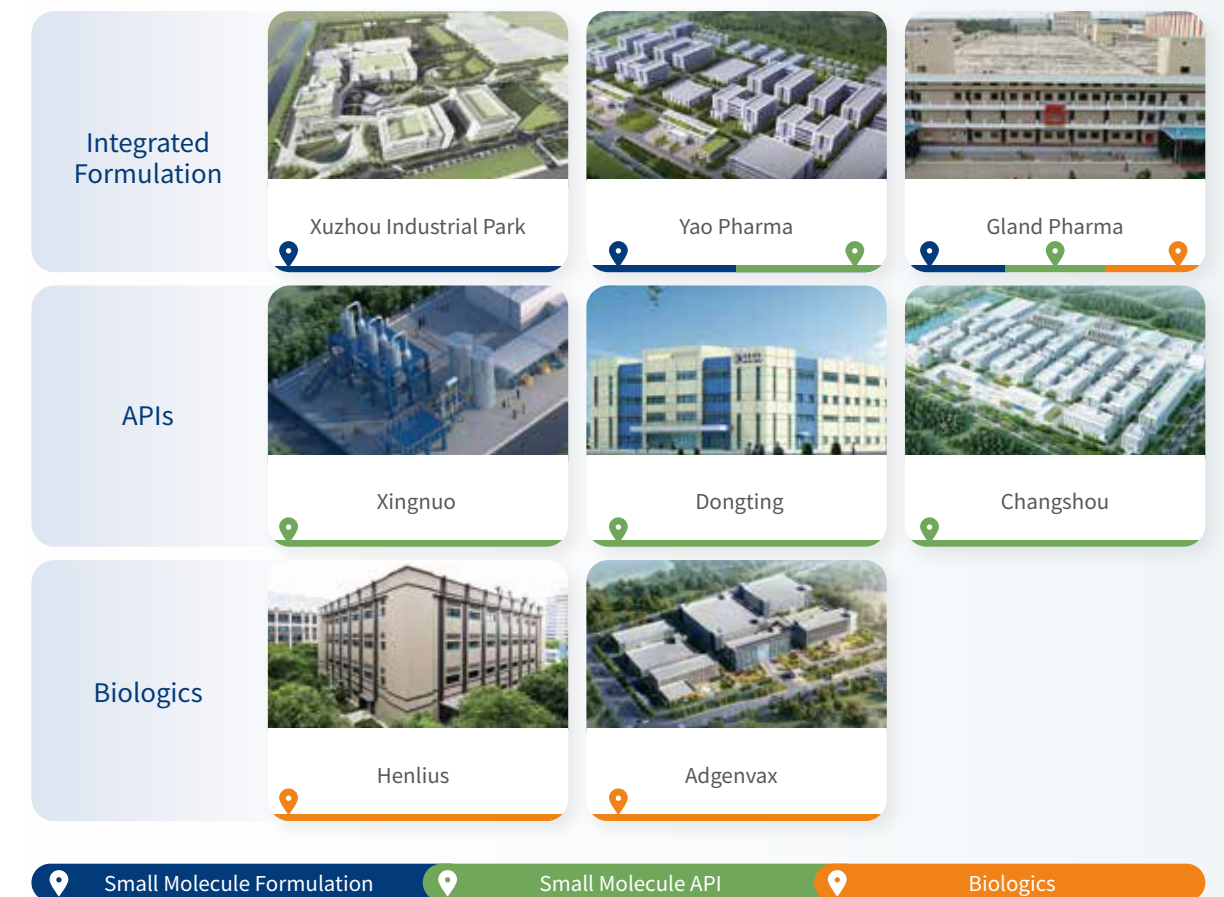 Integrated
Formulation
Xuzhou Industrial Park
Yao Pharma
Gland Pharma
APIs
Xingnuo
Dongting
Changshou
Biologics
Henlius
Adgenvax
Small Molecule Formulation
Small Molecule API
Biologics